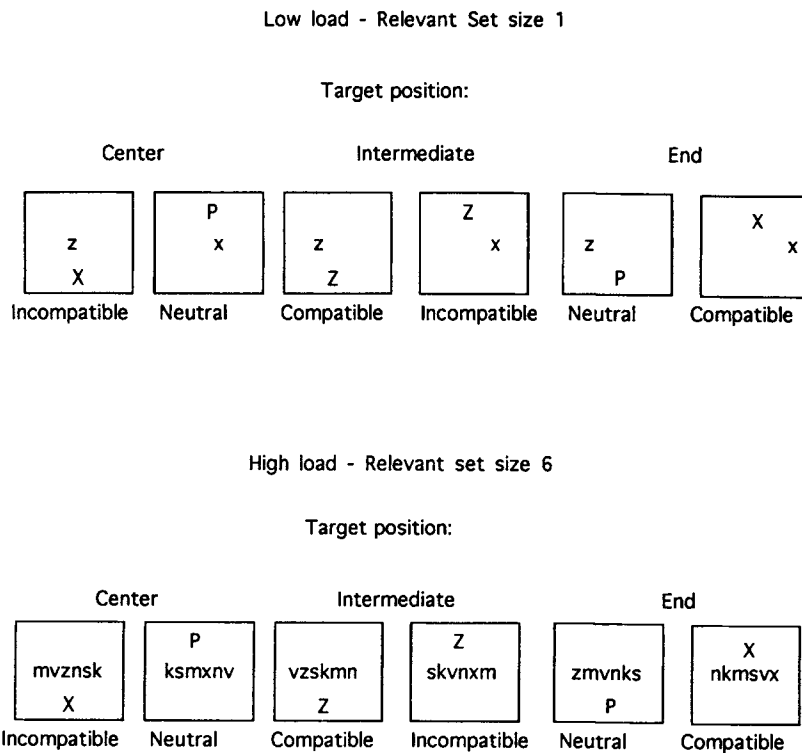 Low load - Relevant Set size 1
Target position:
Center Intermediate End
P Z X
z x z x z x
X Z P
Incompatible Neutral Compatible Incompatible Neutral Compatible
High load - Relevant set size 6
Target position:
Center Intermediate End
P Z X
mvznsk ksmxnv vzskmn skvnxm zmvnks nkmsvx
X Z P
Incompatible Neutral Compatible Incompatible Neutral Compatible